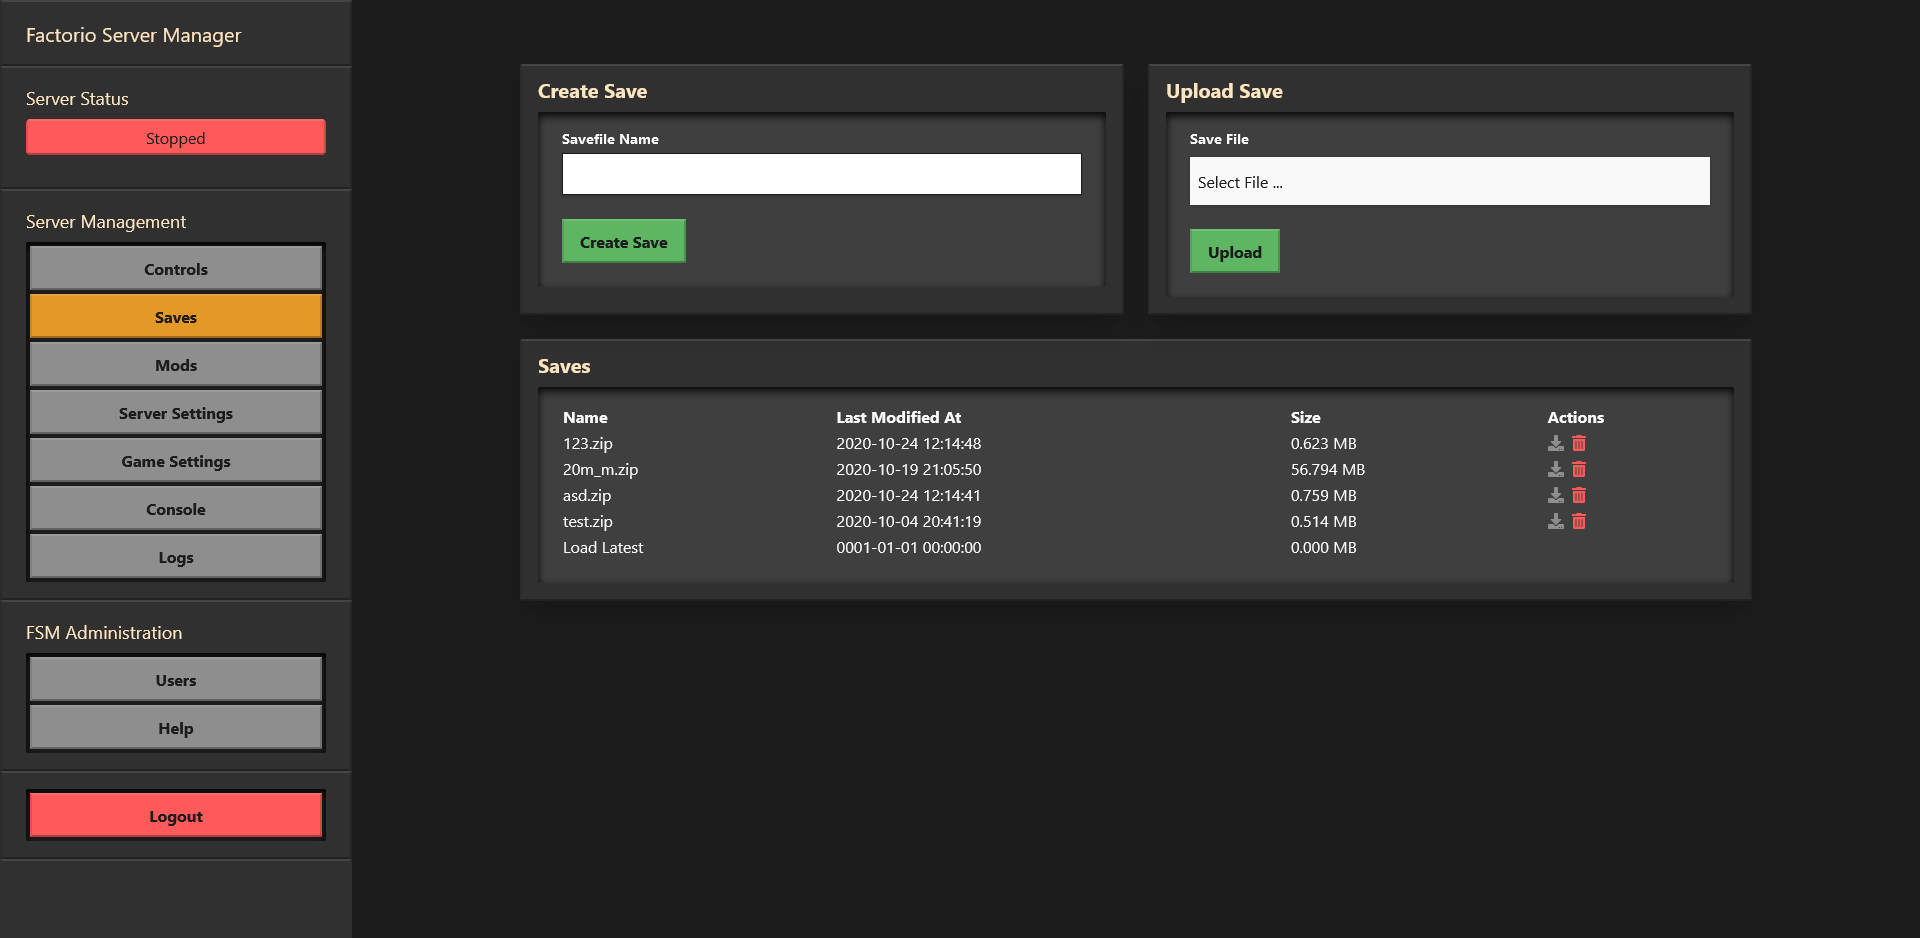 Factorio Server Manager
Server Status
Stopped
Server Management
Controls
Saves
Mods
Server Settings
Game Settings
Console
Logs
FSM Administration
Users
Help
Logout
Create Save
Savefile Name
Create Save
Upload Save
Save File
Select File ...
Upload
Saves
Name Last Modified At Size Actions
123.zip 2020-10-24 12:14:48 0.623 MB
20m_m.zip 2020-10-19 21:05:50 56.794 MB
asd.zip 2020-10-24 12:14:41 0.759 MB
test.zip 2020-10-04 20:41:19 0.514 MB
Load Latest 0001-01-01 00:00:00 0.000 MB